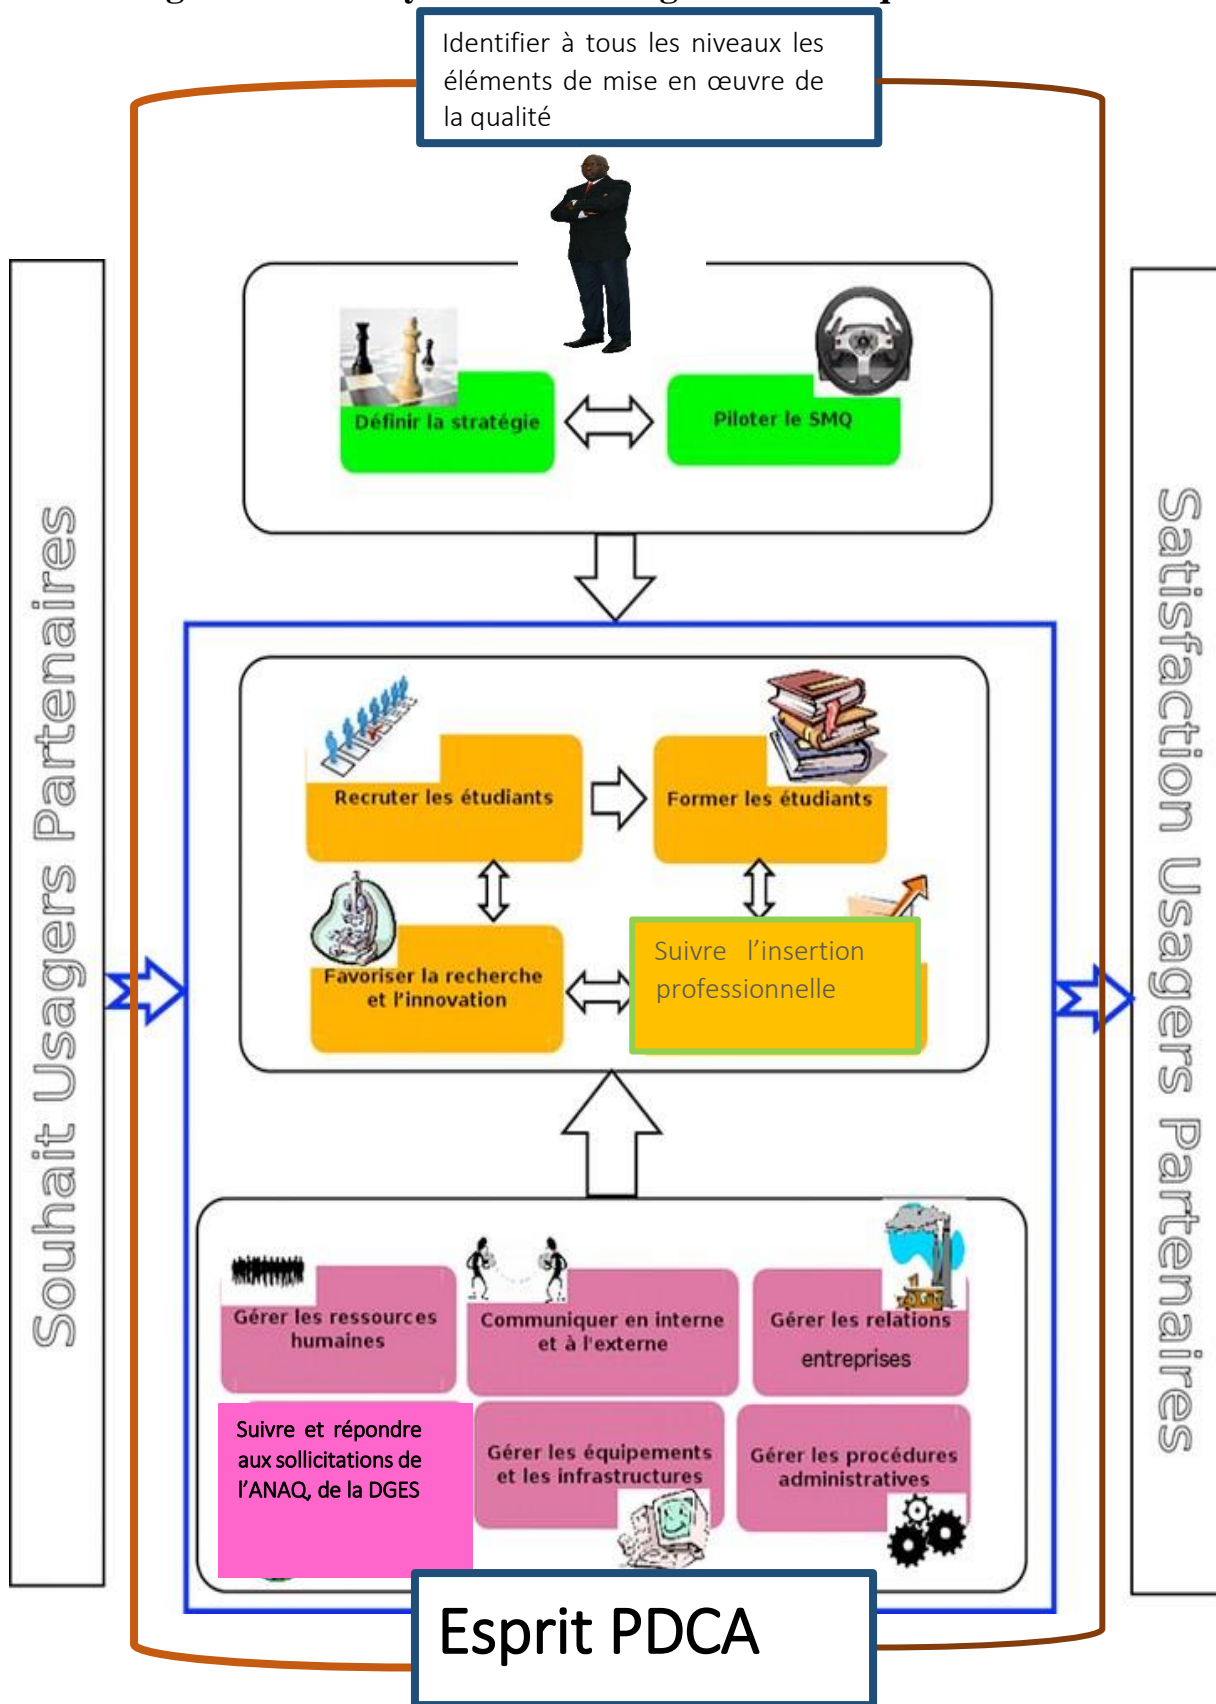 Identifier à tous les niveaux les
éléments de mise en œuvre de
la qualité
Souhait Usagers Partenaires
Définir la stratégie
Piloter le SMQ
Recruter les étudiants
Former les étudiants
Favoriser la recherche
et l'innovation
Suivre l'insertion
professionnelle
Gérer les ressources
humaines
Communiquer en interne
et à l'externe
Gérer les relations
entreprises
Suivre et répondre
aux sollicitations de
l'ANAQ, de la DGES
Gérer les équipements
et les infrastructures
Gérer les procédures
administratives
Satisfaction Usagers Partenaires
Esprit PDCA